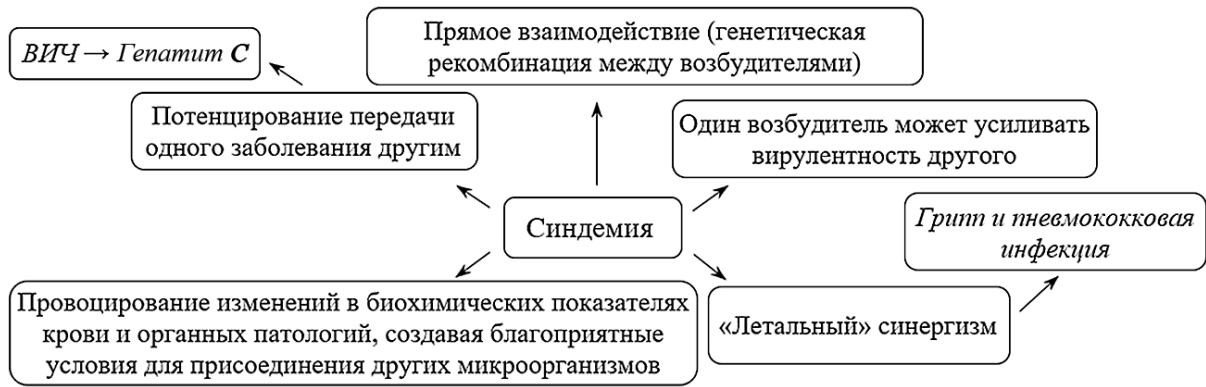 Прямое взаимодействие (генетическая
рекомбинация между возбудителями)
ВИЧ → Гепатит С
Потенцирование передачи
одного заболевания другим
Один возбудитель может усиливать
вирулентность другого
Синдемия
Грипп и пневмококковая
инфекция
Провоцирование изменений в биохимических показателях
крови и органных патологий, создавая благоприятные
условия для присоединения других микроорганизмов
«Летальный» синергизм